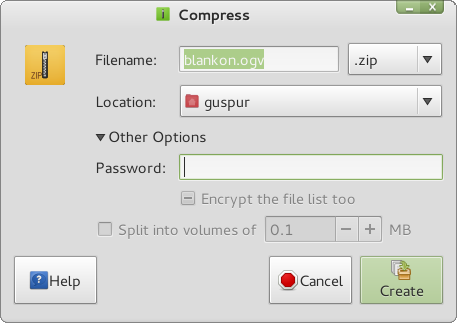 Compress
Filename: blankon.ogv .zip
ZIP
Location: guspur
Other Options
Password:
Encrypt the file list too
Split into volumes of 0.1 MB
Help Cancel Create